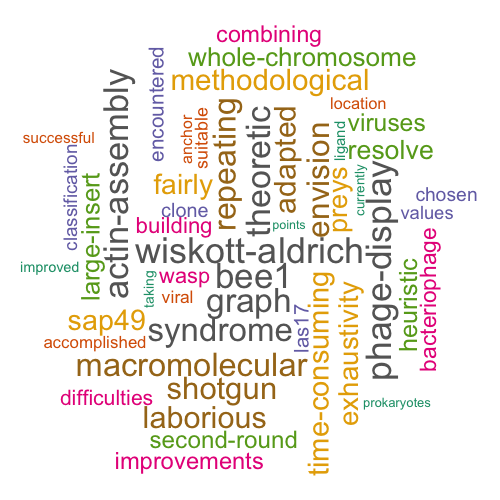 combining
whole-chromosome
methodological
encountered
actin-assembly
successful
classification
large-insert
improved
anchor
suitable
repeating
theoretic
adapted
envision
location
viruses
ligand
resolve
currently
preys
fairly
clone
building
points
chosen
values
phage-display
bacteriophage
heuristic
wiskott-aldrich
wasp
bee1
taking
viral
graph
las17
sap49
syndrome
accomplished
time-consuming
exhaustivity
macromolecular
shotgun
prokaryotes
difficulties
laborious
second-round
improvements